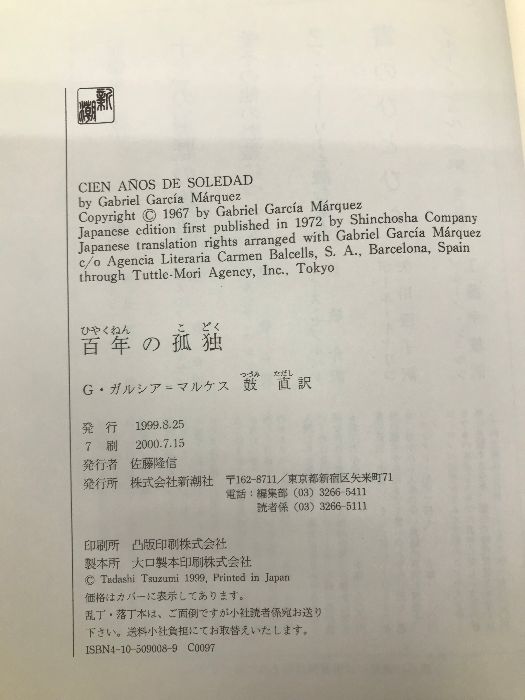 新潮
CIEN AÑOS DE SOLEDAD
by Gabriel García Márquez
Copyright © 1967 by Gabriel García Márquez
Japanese edition first published in 1972 by Shinchosha Company
Japanese translation rights arranged with Gabriel García Márquez
c/o Agencia Literaria Carmen Balcells, S. A., Barcelona, Spain
through Tuttle-Mori Agency, Inc., Tokyo
ひゃくねん こ どく
百年の孤独
つづみ ただし
G・ガルシア=マルケス 鼓 直 訳
発行 1999.8.25
7刷 2000.7.15
発行者 佐藤隆信
発行所 株式会社新潮社 〒162-8711／東京都新宿区矢来町71
電話：編集部（03）3266-5411
読者係（03）3266-5111
印刷所 凸版印刷株式会社
製本所 大口製本印刷株式会社
© Tadashi Tsuzumi 1999, Printed in Japan
価格はカバーに表示してあります。
乱丁・落丁本は、ご面倒ですが小社読者係宛お送り
下さい。送料小社負担にてお取替えいたします。
ISBN4-10-509008-9 C0097